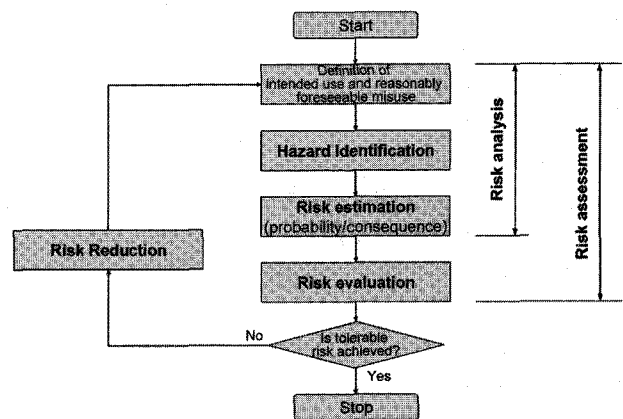 Start
Definition of
intended use and reasonably
foreseeable misuse
Hazard Identification
Risk estimation
(probability/consequence)
Risk Reduction
Risk evaluation
Is tolerable
risk achieved?
No
Yes
Stop
Risk analysis
Risk assessment